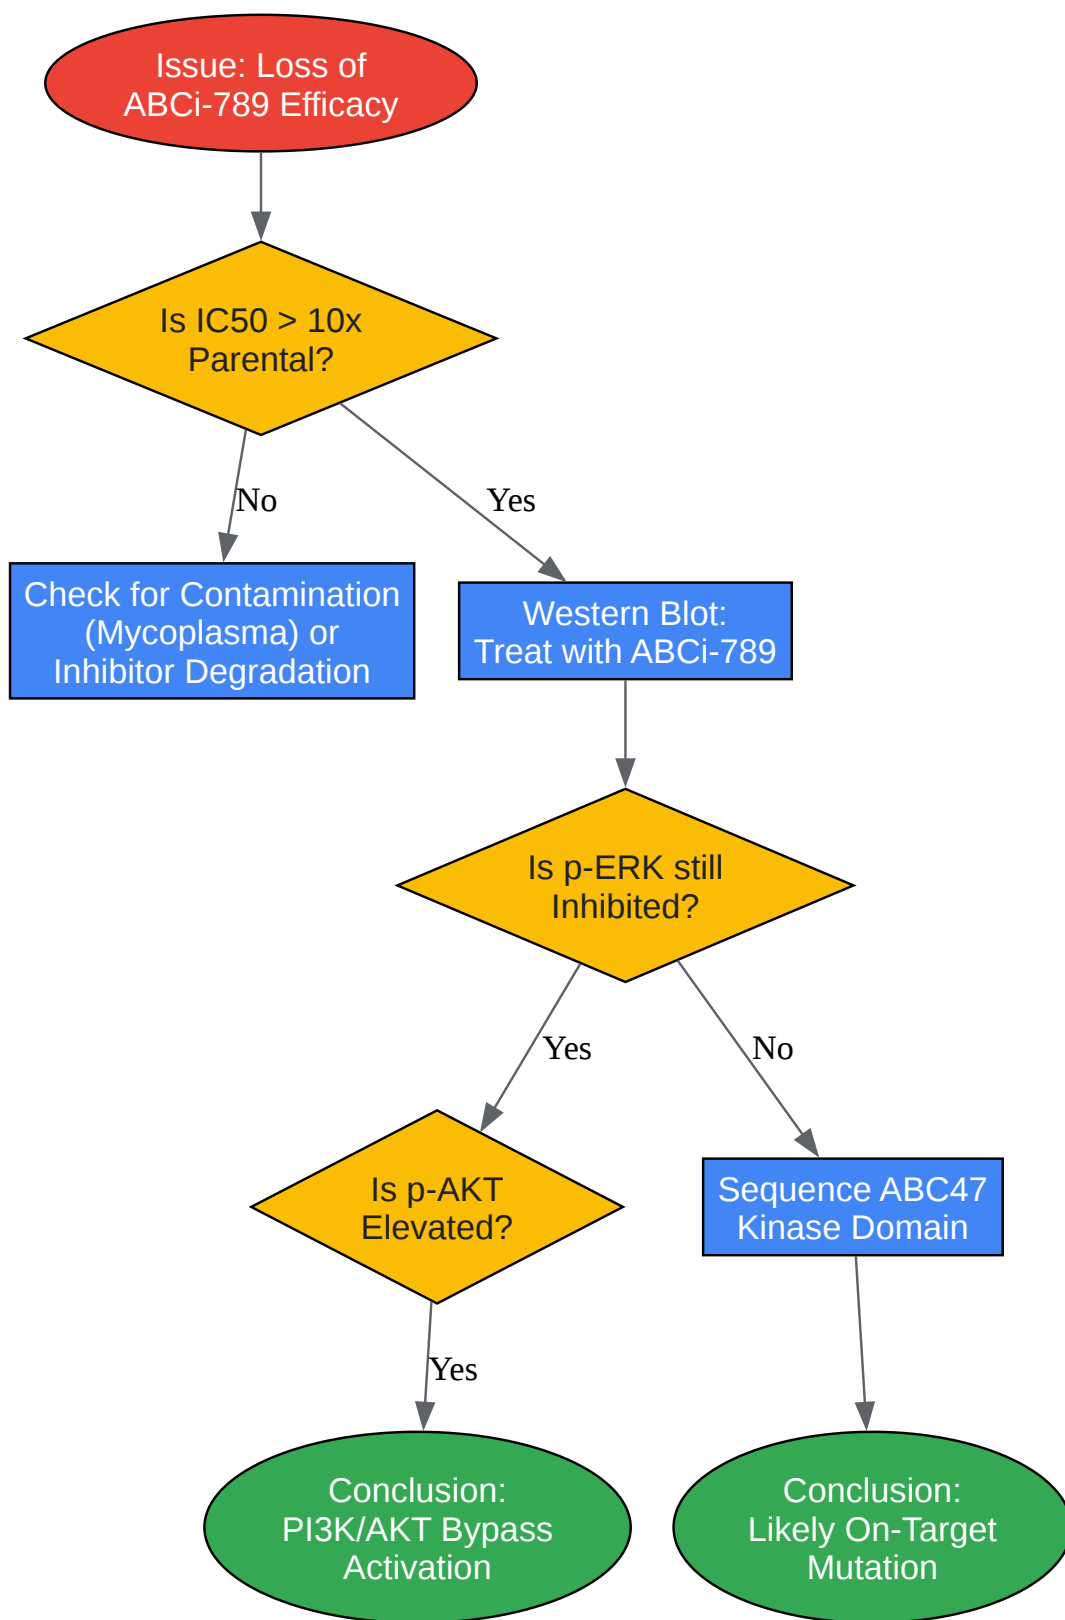 Issue: Loss of
ABCi-789 Efficacy
Is IC50 > 10x
Parental?
No
Yes
Check for Contamination
(Mycoplasma) or
Inhibitor Degradation
Western Blot:
Treat with ABCi-789
Is p-ERK still
Inhibited?
Yes
No
Is p-AKT
Elevated?
Sequence ABC47
Kinase Domain
Yes
Conclusion:
PI3K/AKT Bypass
Activation
Conclusion:
Likely On-Target
Mutation